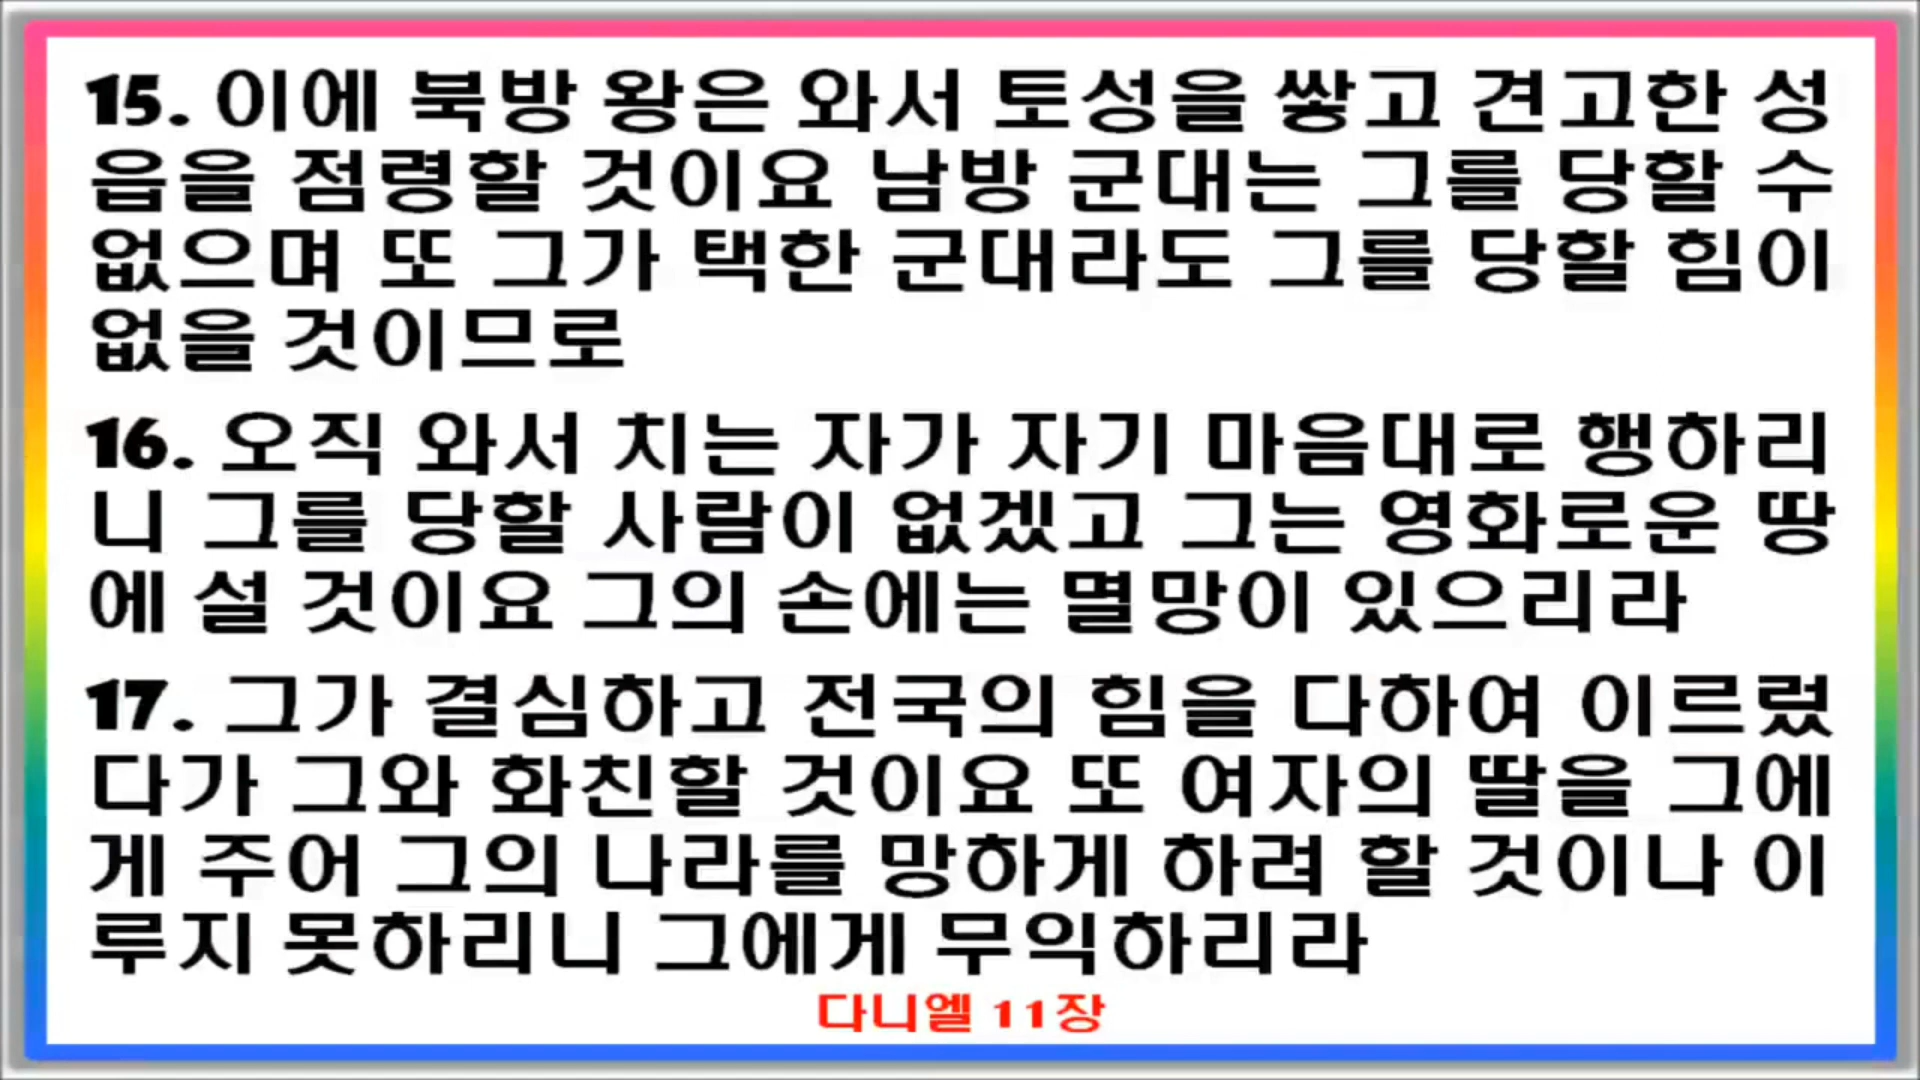 15. 이에 북방 왕은 와서 토성을 쌓고 견고한 성
읍을 점령할 것이요 남방 군대는 그를 당할 수
없으며 또 그가 택한 군대라도 그를 당할 힘이
없을 것이므로
16. 오직 와서 치는 자가 자기 마음대로 행하리
니 그를 당할 사람이 없겠고 그는 영화로운 땅
에 설 것이요 그의 손에는 멸망이 있으리라
17. 그가 결심하고 전국의 힘을 다하여 이르렀
다가 그와 화친할 것이요 또 여자의 딸을 그에
게 주어 그의 나라를 망하게 하려 할 것이나 이
루지 못하리니 그에게 무익하리라
다니엘 11장